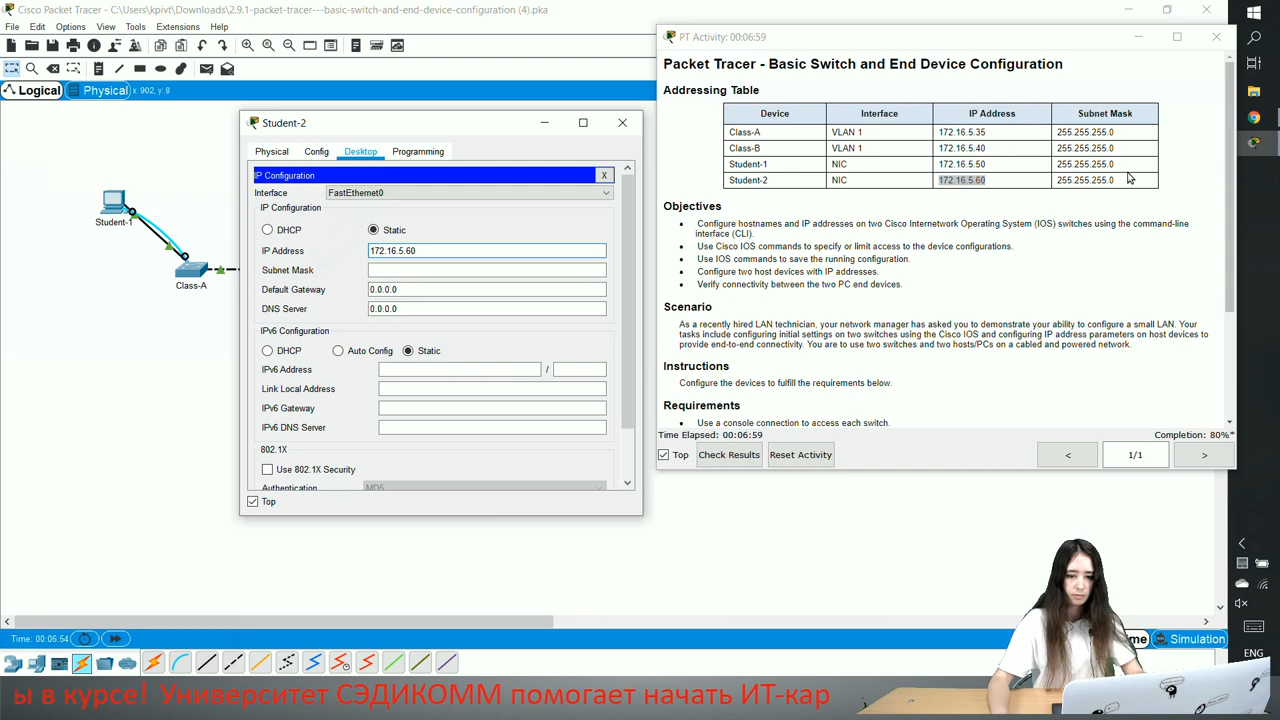 Cisco Packet Tracer - C:\Users\kpivt\Downloads\2.9.1-packet-tracer---basic-switch-and-end-device-configuration (4).pka
File Edit Options View Tools Extensions Help
Logical Physical x: 902, y: 8
Student-1
Class-A
Student-2
Physical Config Desktop Programming
IP Configuration X
Interface FastEthernet0
IP Configuration
DHCP Static
IP Address 172.16.5.60
Subnet Mask
Default Gateway 0.0.0.0
DNS Server 0.0.0.0
IPv6 Configuration
DHCP Auto Config Static
IPv6 Address /
Link Local Address
IPv6 Gateway
IPv6 DNS Server
802.1X
Use 802.1X Security
Authentication MD5
Top
PT Activity: 00:06:59
Packet Tracer - Basic Switch and End Device Configuration
Addressing Table
Device Interface IP Address Subnet Mask
Class-A VLAN 1 172.16.5.35 255.255.255.0
Class-B VLAN 1 172.16.5.40 255.255.255.0
Student-1 NIC 172.16.5.50 255.255.255.0
Student-2 NIC 172.16.5.60 255.255.255.0
Objectives
• Configure hostnames and IP addresses on two Cisco Internetwork Operating System (IOS) switches using the command-line
interface (CLI).
• Use Cisco IOS commands to specify or limit access to the device configurations.
• Use IOS commands to save the running configuration.
• Configure two host devices with IP addresses.
• Verify connectivity between the two PC end devices.
Scenario
As a recently hired LAN technician, your network manager has asked you to demonstrate your ability to configure a small LAN. Your
tasks include configuring initial settings on two switches using the Cisco IOS and configuring IP address parameters on host devices to
provide end-to-end connectivity. You are to use two switches and two hosts/PCs on a cabled and powered network.
Instructions
Configure the devices to fulfill the requirements below.
Requirements
• Use a console connection to access each switch.
Time Elapsed: 00:06:59 Completion: 80%*
Top Check Results Reset Activity < 1/1 >
Time: 00:06:54
ime Simulation
ENG
ы в курсе! Университет СЭДИКОММ помогает начать ИТ-кар